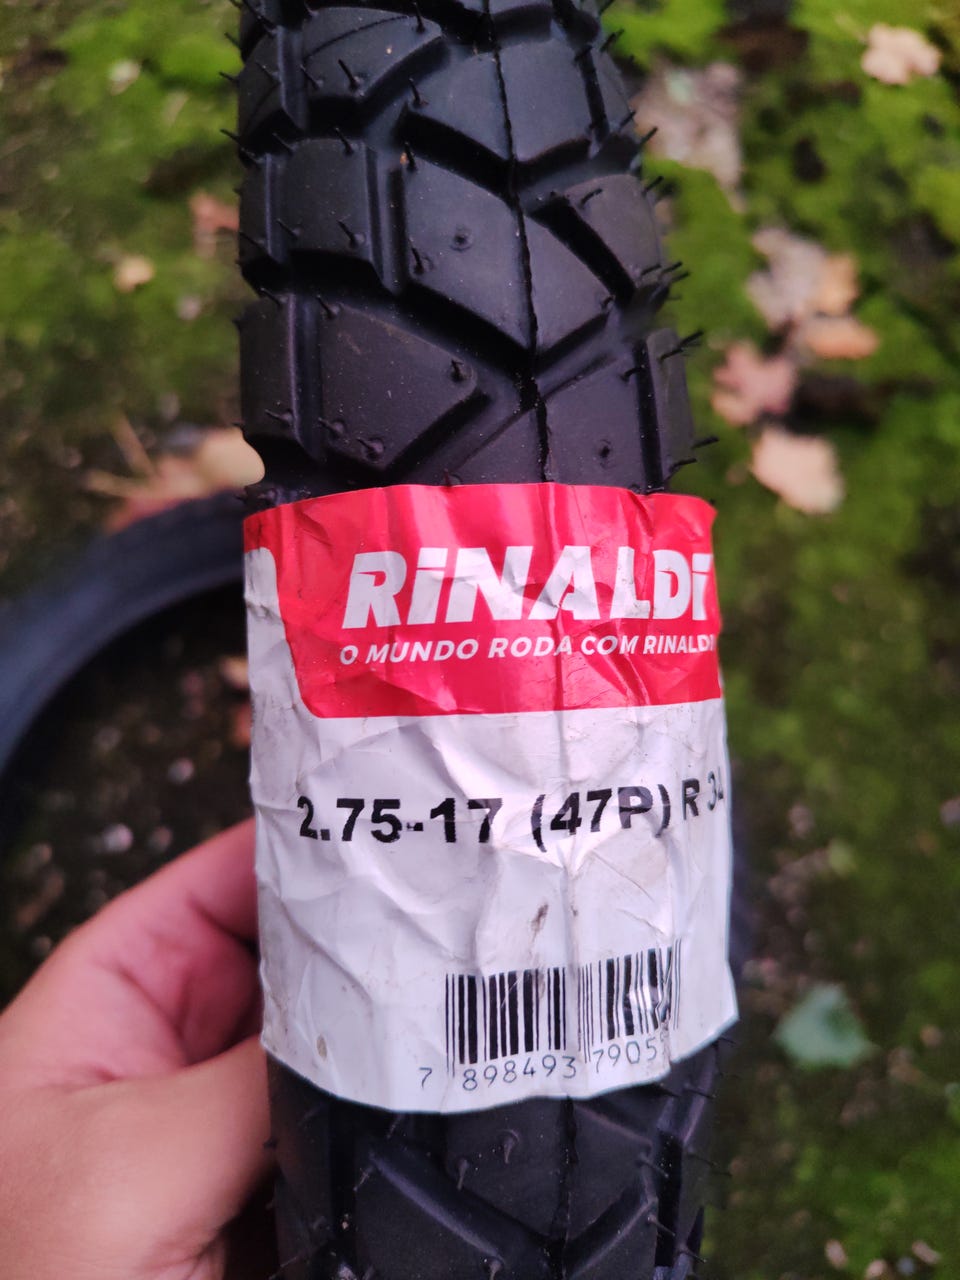 RiNALDi
O MUNDO RODA COM RINALDI
2.75-17 (47P) R
7 898493 7905